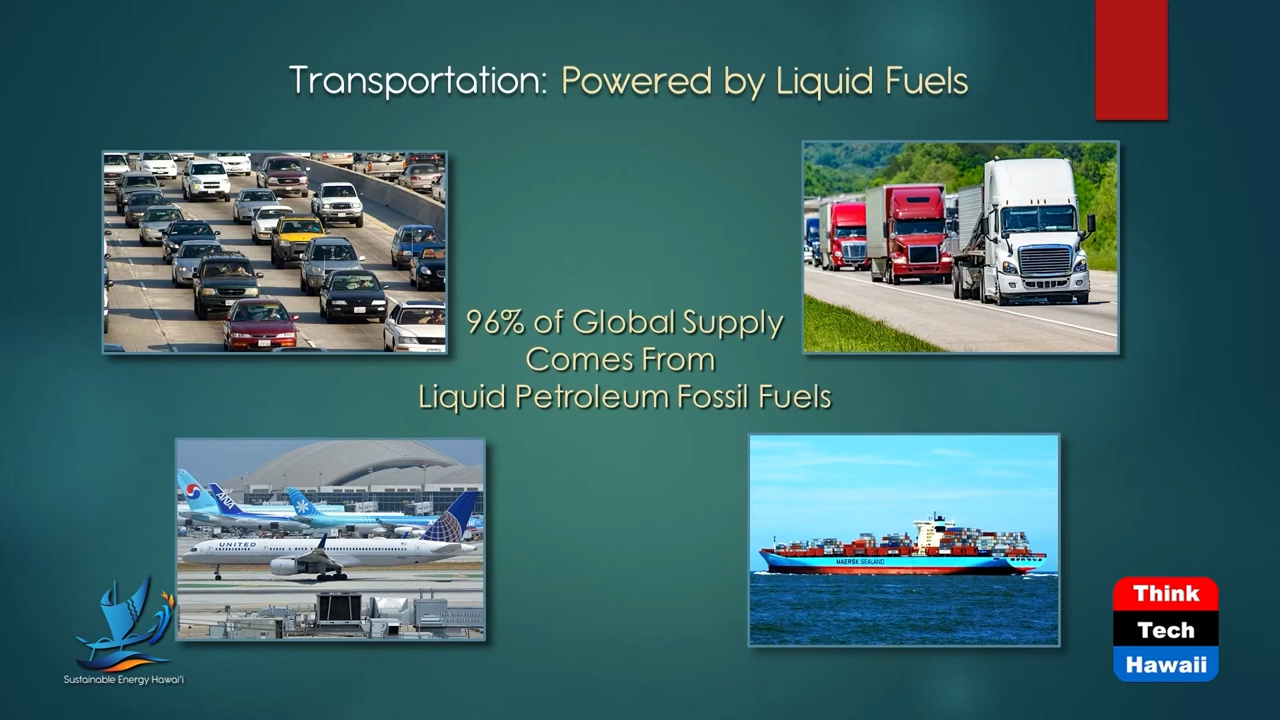 Transportation: Powered by Liquid Fuels
96% of Global Supply
Comes From
Liquid Petroleum Fossil Fuels
ANA
UNITED
MAERSK SEALAND
Sustainable Energy Hawai'i
Think
Tech
Hawaii